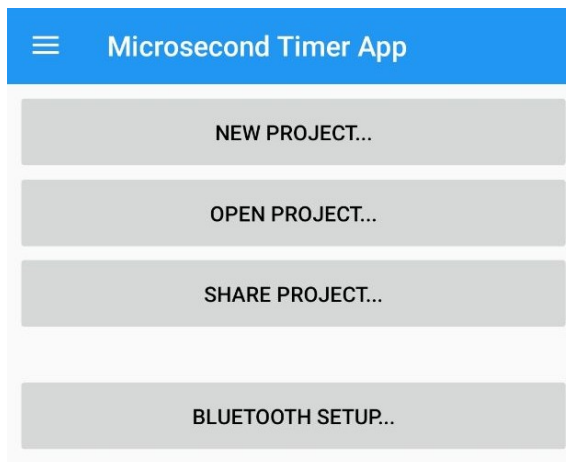 Microsecond Timer App
NEW PROJECT...
OPEN PROJECT...
SHARE PROJECT...
BLUETOOTH SETUP...